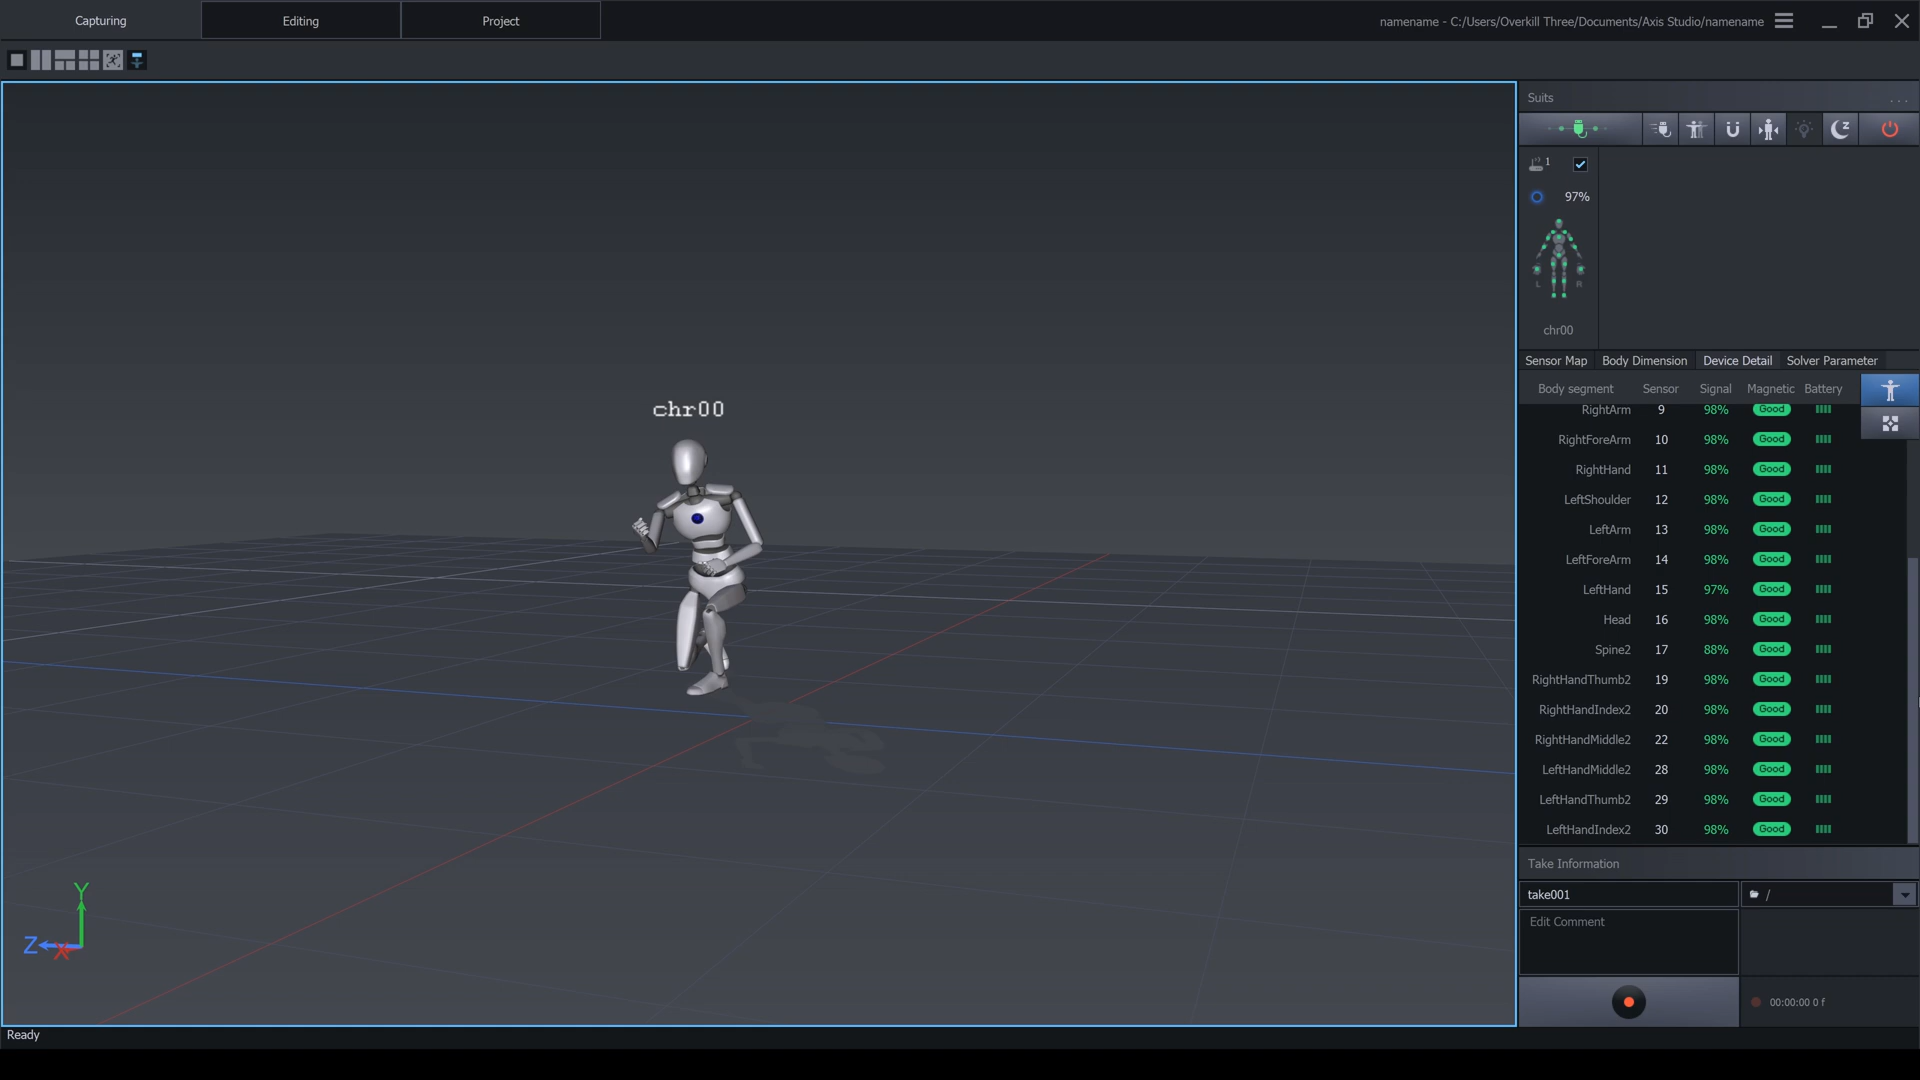 Capturing Editing Project namename - C:/Users/Overkill Three/Documents/Axis Studio/namename
Suits ...
1
97%
L R
chr00
Sensor Map Body Dimension Device Detail Solver Parameter
Body segment Sensor Signal Magnetic Battery
RightArm 9 98% Good
RightForeArm 10 98% Good
RightHand 11 98% Good
LeftShoulder 12 98% Good
LeftArm 13 98% Good
LeftForeArm 14 98% Good
LeftHand 15 97% Good
Head 16 98% Good
Spine2 17 88% Good
RightHandThumb2 19 98% Good
RightHandIndex2 20 98% Good
RightHandMiddle2 22 98% Good
LeftHandMiddle2 28 98% Good
LeftHandThumb2 29 98% Good
LeftHandIndex2 30 98% Good
chr00
Y
Z X
Take Information
take001 /
Edit Comment
00:00:00 0 f
Ready